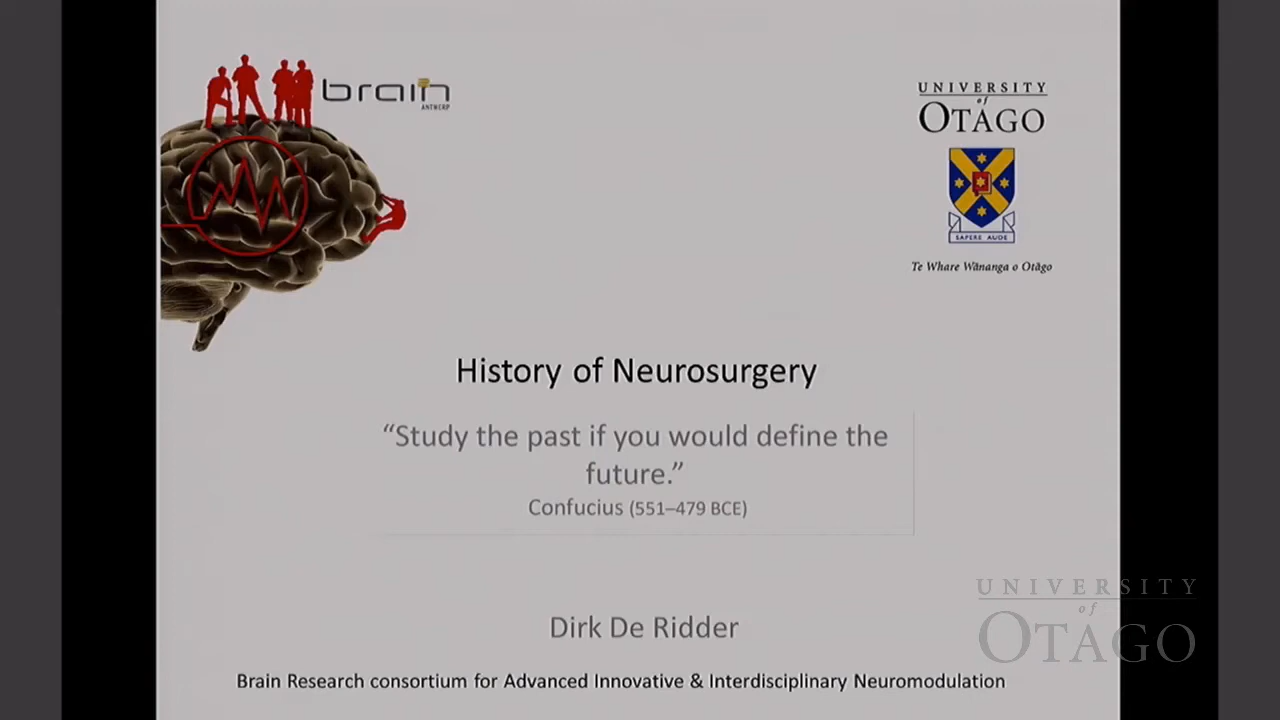 brain
ANTWERP
UNIVERSITY
of
OTAGO
SAPERE AUDE
Te Whare Wānanga o Otāgo
History of Neurosurgery
“Study the past if you would define the
future.”
Confucius (551–479 BCE)
Dirk De Ridder
Brain Research consortium for Advanced Innovative & Interdisciplinary Neuromodulation
UNIVERSITY
of
OTAGO